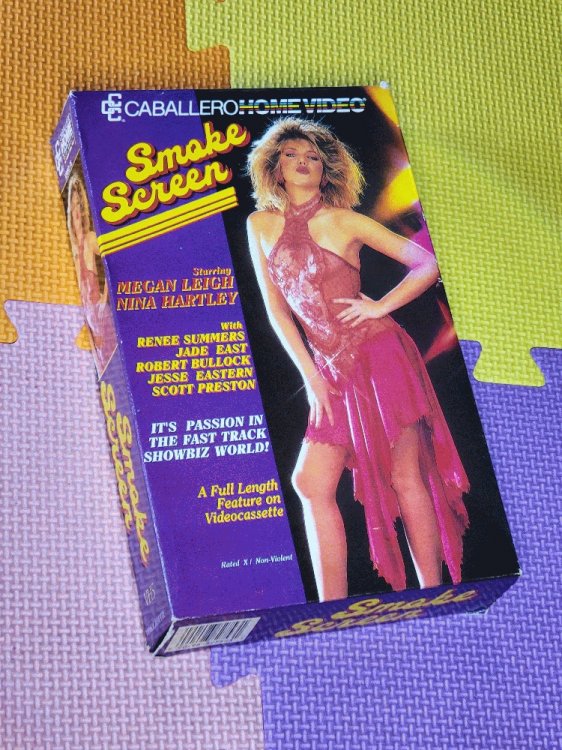 CABALLERO HOME VIDEO
Smoke
Screen
Starring
MEGAN LEIGH
NINA HARTLEY
With
RENEE SUMMERS
JADE EAST
ROBERT BULLOCK
JESSE EASTERN
SCOTT PRESTON
IT'S PASSION IN
THE FAST TRACK
SHOWBIZ WORLD!
A Full Length
Feature on
Videocassette
Rated X / Non-Violent
Smoke
Screen
Smoke
Screen